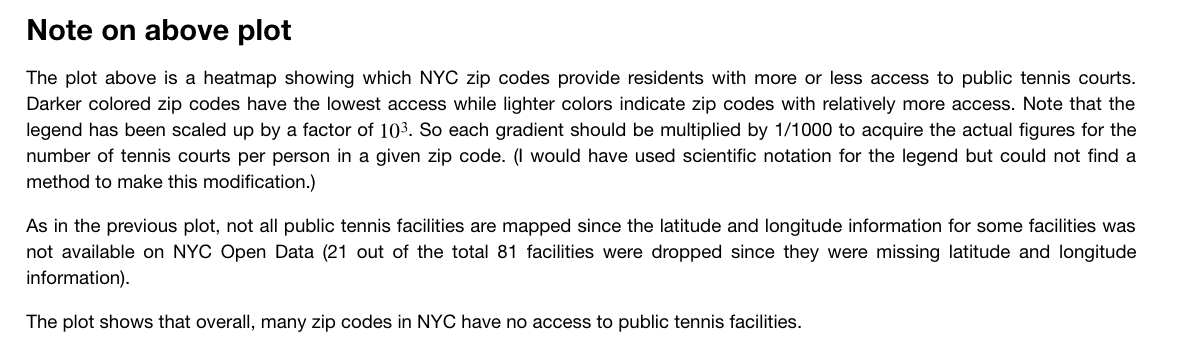 Note on above plot
The plot above is a heatmap showing which NYC zip codes provide residents with more or less access to public tennis courts.
Darker colored zip codes have the lowest access while lighter colors indicate zip codes with relatively more access. Note that the
legend has been scaled up by a factor of 10³. So each gradient should be multiplied by 1/1000 to acquire the actual figures for the
number of tennis courts per person in a given zip code. (I would have used scientific notation for the legend but could not find a
method to make this modification.)
As in the previous plot, not all public tennis facilities are mapped since the latitude and longitude information for some facilities was
not available on NYC Open Data (21 out of the total 81 facilities were dropped since they were missing latitude and longitude
information).
The plot shows that overall, many zip codes in NYC have no access to public tennis facilities.